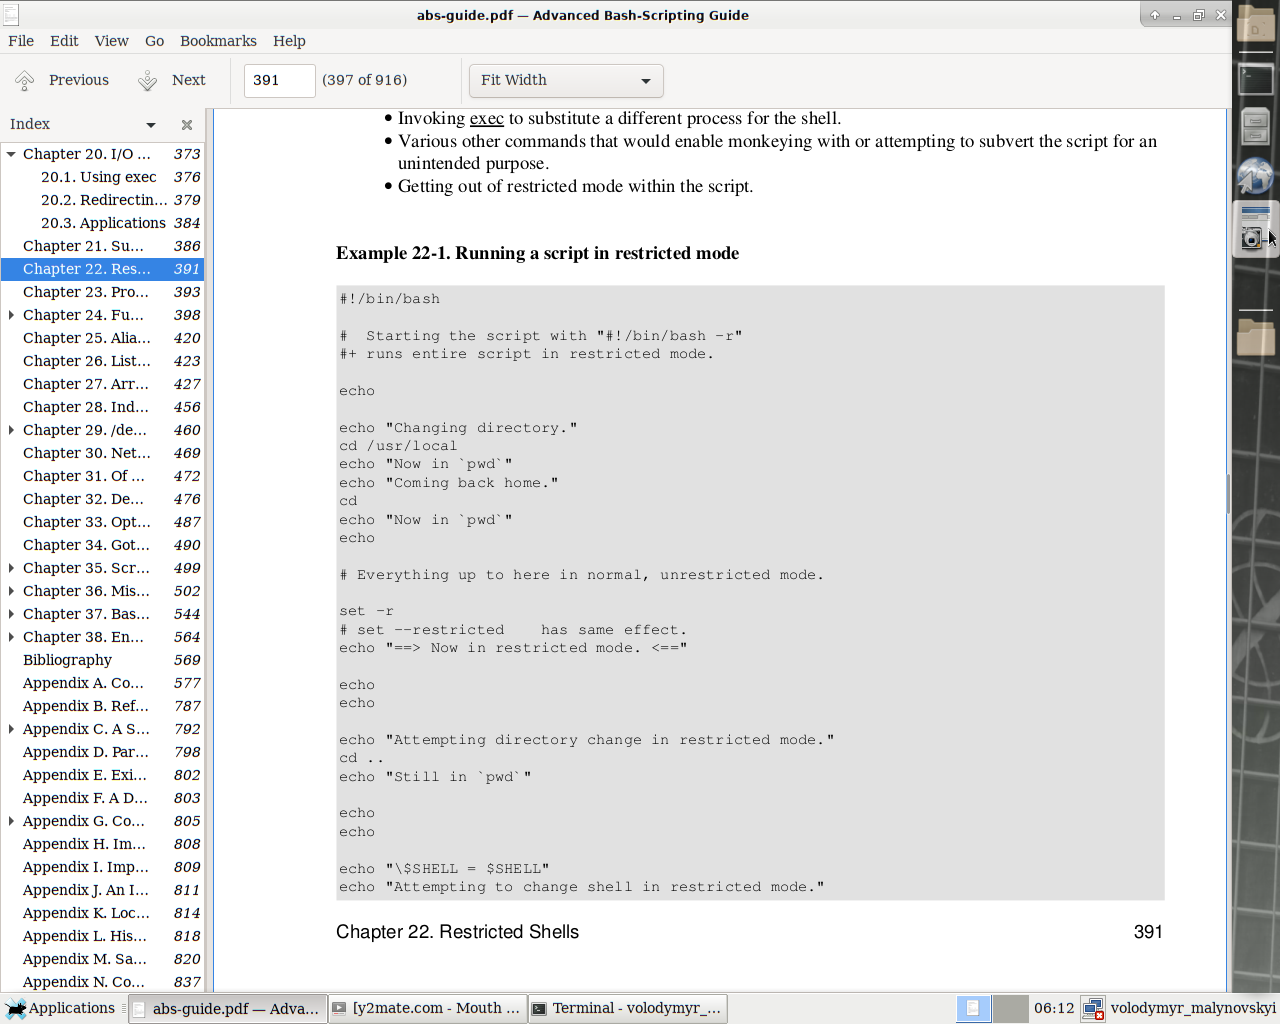 abs-guide.pdf — Advanced Bash-Scripting Guide
File Edit View Go Bookmarks Help
Previous Next 391 (397 of 916) Fit Width
Index
Chapter 20. I/O ... 373
20.1. Using exec 376
20.2. Redirectin... 379
20.3. Applications 384
Chapter 21. Su... 386
Chapter 22. Res... 391
Chapter 23. Pro... 393
Chapter 24. Fu... 398
Chapter 25. Alia... 420
Chapter 26. List... 423
Chapter 27. Arr... 427
Chapter 28. Ind... 456
Chapter 29. /de... 460
Chapter 30. Net... 469
Chapter 31. Of ... 472
Chapter 32. De... 476
Chapter 33. Opt... 487
Chapter 34. Got... 490
Chapter 35. Scr... 499
Chapter 36. Mis... 502
Chapter 37. Bas... 544
Chapter 38. En... 564
Bibliography 569
Appendix A. Co... 577
Appendix B. Ref... 787
Appendix C. A S... 792
Appendix D. Par... 798
Appendix E. Exi... 802
Appendix F. A D... 803
Appendix G. Co... 805
Appendix H. Im... 808
Appendix I. Imp... 809
Appendix J. An I... 811
Appendix K. Loc... 814
Appendix L. His... 818
Appendix M. Sa... 820
Appendix N. Co... 837
• Invoking exec to substitute a different process for the shell.
• Various other commands that would enable monkeying with or attempting to subvert the script for an
unintended purpose.
• Getting out of restricted mode within the script.
Example 22-1. Running a script in restricted mode
#!/bin/bash
#  Starting the script with "#!/bin/bash -r"
#+ runs entire script in restricted mode.
echo
echo "Changing directory."
cd /usr/local
echo "Now in `pwd`"
echo "Coming back home."
cd
echo "Now in `pwd`"
echo
# Everything up to here in normal, unrestricted mode.
set -r
# set --restricted    has same effect.
echo "==> Now in restricted mode. <=="
echo
echo
echo "Attempting directory change in restricted mode."
cd ..
echo "Still in `pwd`"
echo
echo
echo "\$SHELL = $SHELL"
echo "Attempting to change shell in restricted mode."
Chapter 22. Restricted Shells 391
Applications abs-guide.pdf — Adva... [y2mate.com - Mouth ... Terminal - volodymyr_... 06:12 volodymyr_malynovskyi